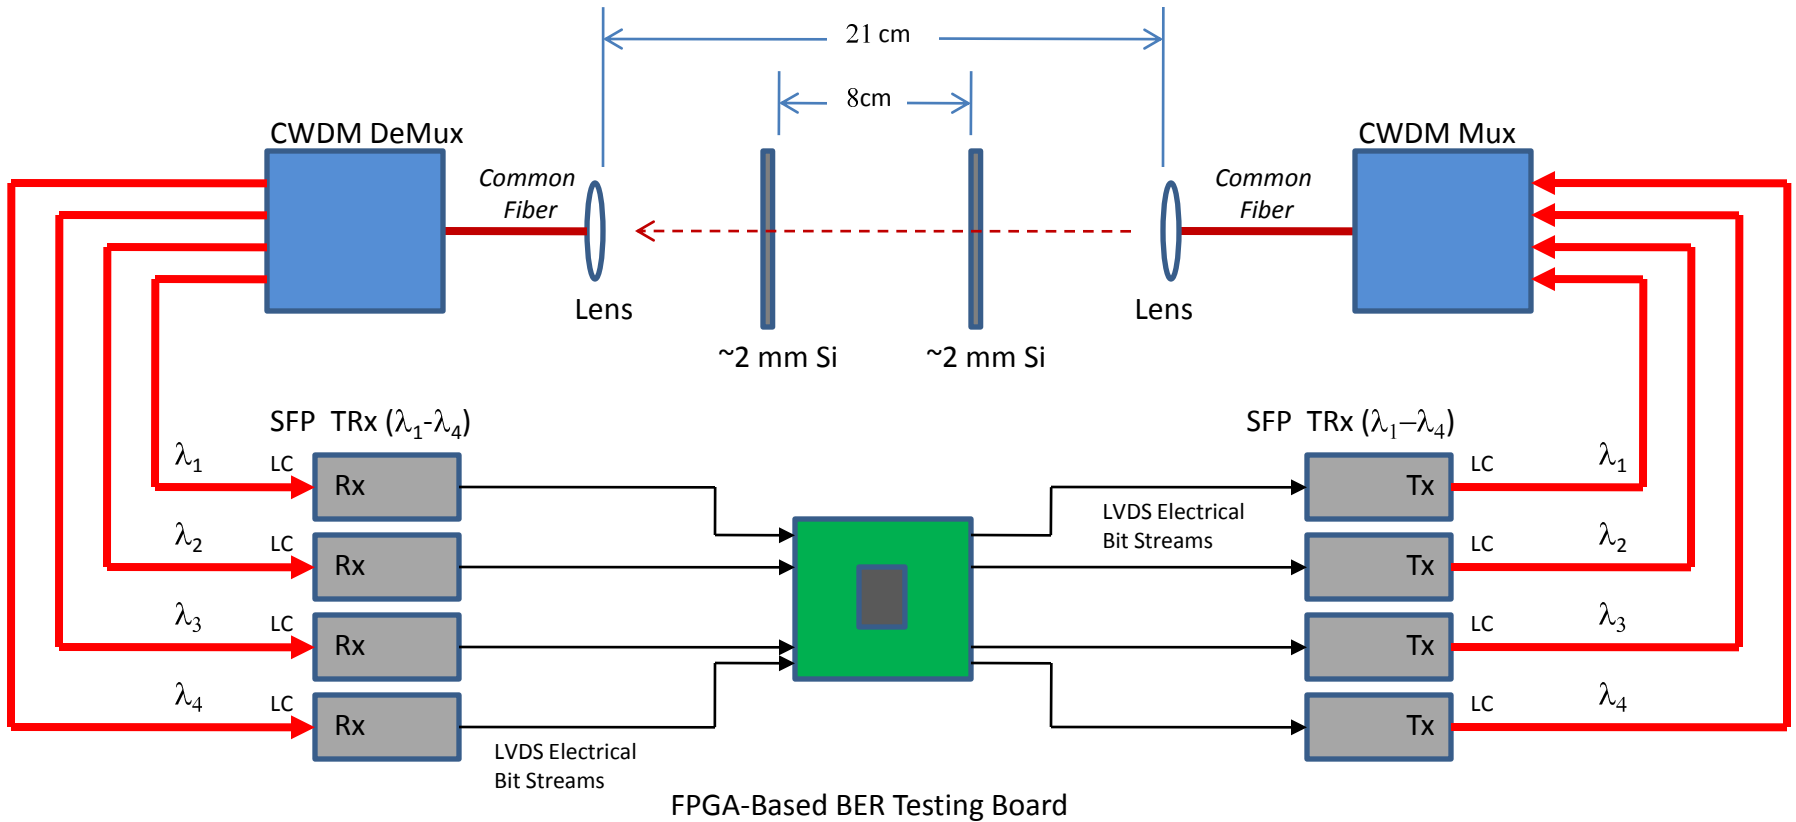 21 cm
8cm
CWDM DeMux
CWDM Mux
Common
Fiber
Common
Fiber
Lens
Lens
~2 mm Si
~2 mm Si
SFP TRx (λ₁-λ₄)
SFP TRx (λ₁–λ₄)
λ₁
LC
Rx
Tx
LC
λ₁
LVDS Electrical
Bit Streams
λ₂
LC
Rx
Tx
LC
λ₂
λ₃
LC
Rx
Tx
LC
λ₃
λ₄
LC
Rx
Tx
LC
λ₄
LVDS Electrical
Bit Streams
FPGA-Based BER Testing Board